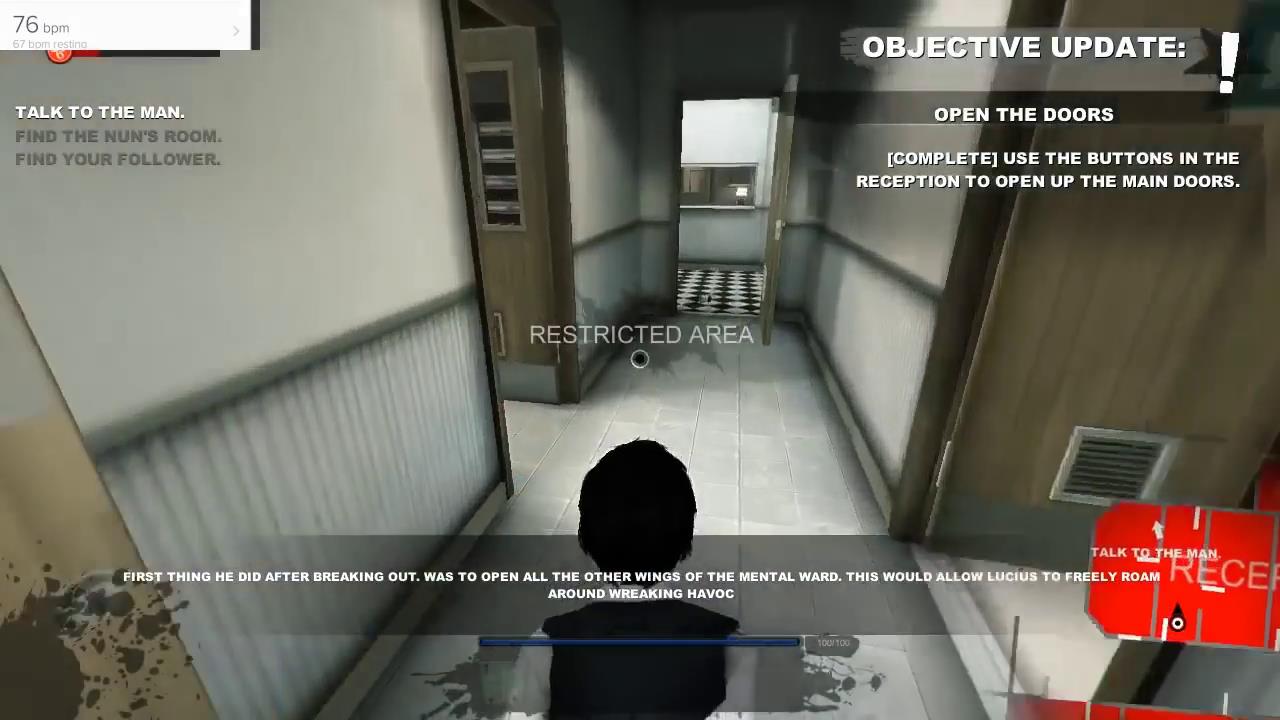 76 bpm
67 bpm resting
OBJECTIVE UPDATE:
!
TALK TO THE MAN.
FIND THE NUN'S ROOM.
FIND YOUR FOLLOWER.
OPEN THE DOORS
[COMPLETE] USE THE BUTTONS IN THE
RECEPTION TO OPEN UP THE MAIN DOORS.
RESTRICTED AREA
TALK TO THE MAN.
RECE
FIRST THING HE DID AFTER BREAKING OUT. WAS TO OPEN ALL THE OTHER WINGS OF THE MENTAL WARD. THIS WOULD ALLOW LUCIUS TO FREELY ROAM
AROUND WREAKING HAVOC
100/100